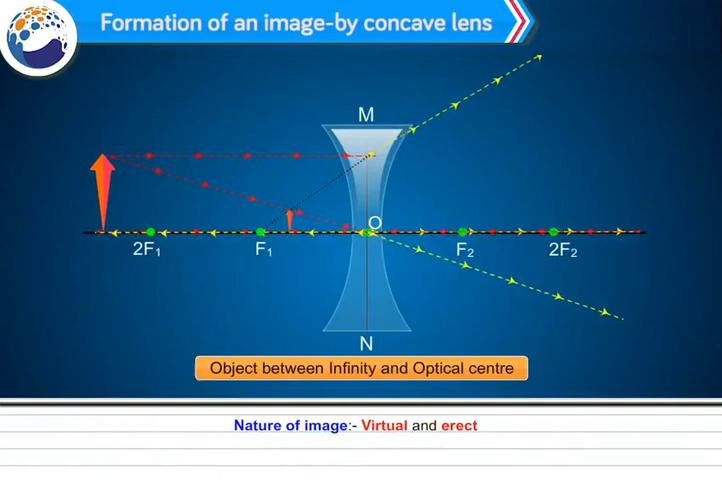 Formation of an image-by concave lens
M
O
2F₁ F₁ F₂ 2F₂
N
Object between Infinity and Optical centre
Nature of image:- Virtual and erect